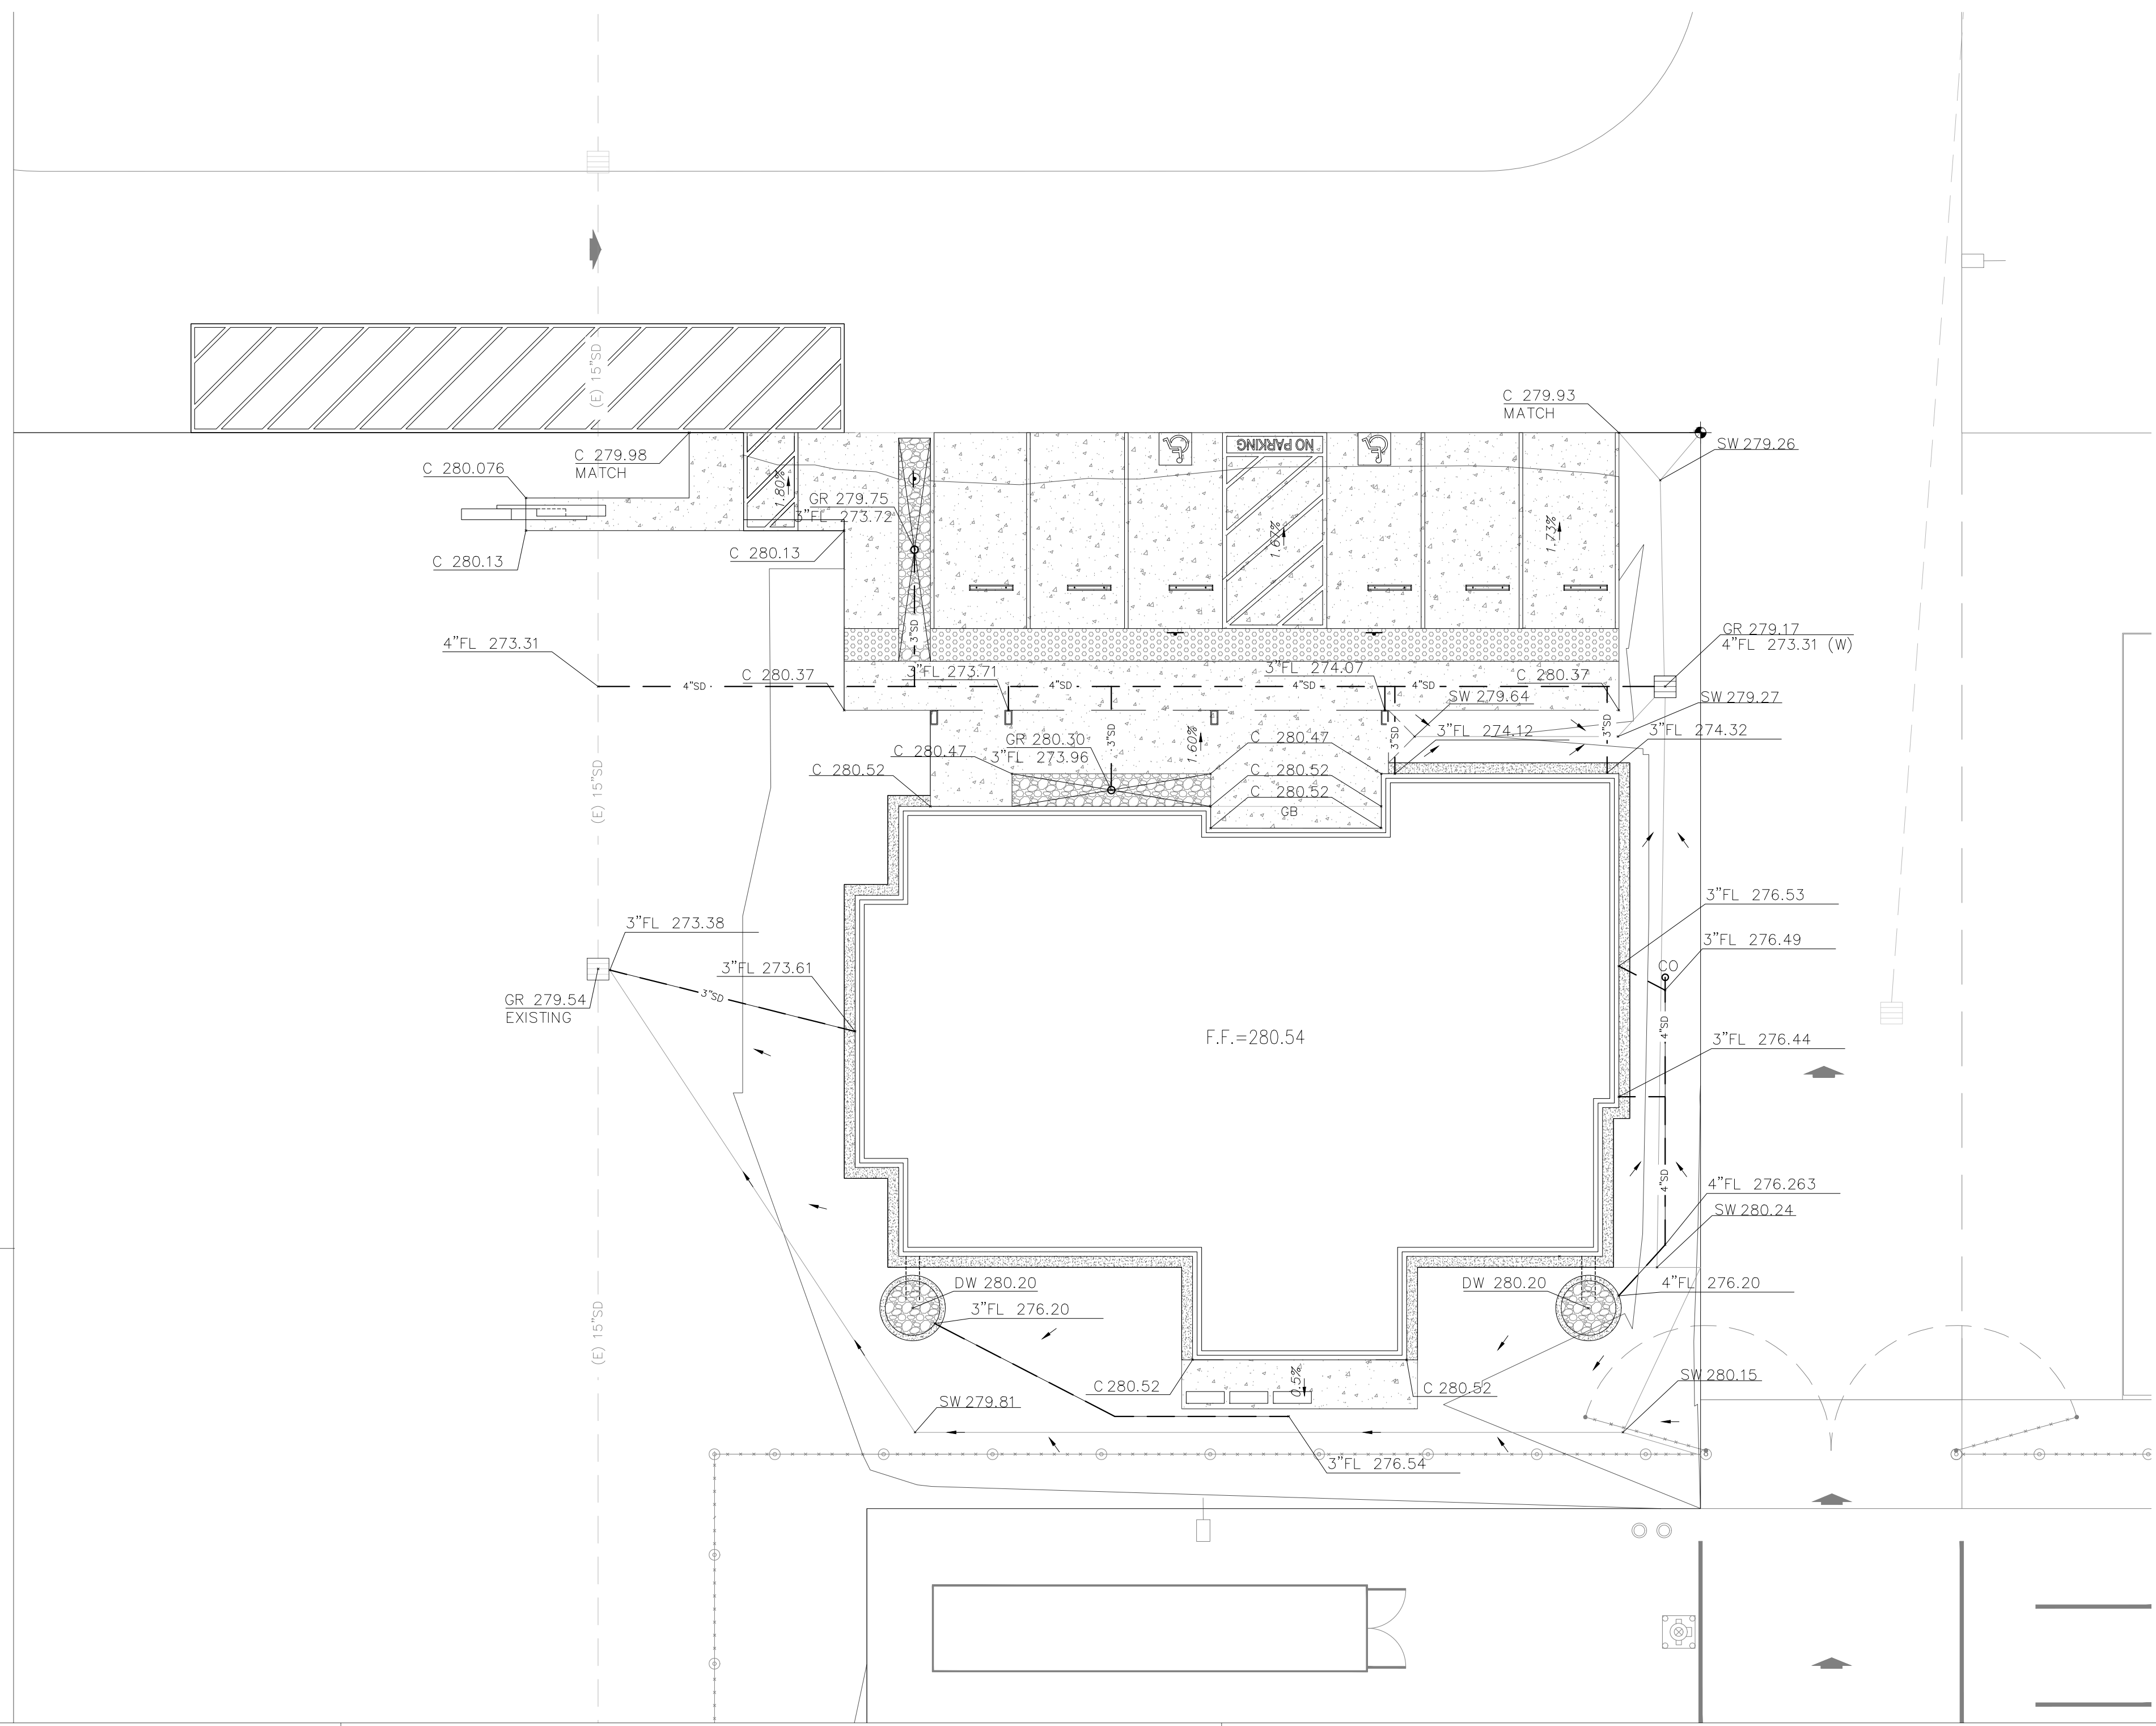 (E) 15"SD
C 279.93
MATCH
NO PARKING
SW 279.26
C 279.98
MATCH
C 280.076
1.80%
GR 279.75
3"FL 273.72
1.67%
1.73%
C 280.13
C 280.13
3"SD
GR 279.17
4"FL 273.31 (W)
4"FL 273.31
C 280.37
3"FL 273.71
3"FL 274.07
C 280.37
4"SD
4"SD
4"SD
4"SD
SW 279.64
SW 279.27
3"SD
3"SD
3"SD
3"FL 274.12
3"FL 274.32
1.60%
GR 280.30
3"FL 273.96
C 280.47
C 280.47
C 280.52
C 280.52
C 280.52
GB
(E) 15"SD
3"FL 276.53
3"FL 273.38
3"FL 276.49
CO
3"FL 273.61
3"SD
GR 279.54
EXISTING
4"SD
F.F.=280.54
3"FL 276.44
4"SD
4"FL 276.263
SW 280.24
DW 280.20
DW 280.20
4"FL 276.20
3"FL 276.20
(E) 15"SD
SW 280.15
0.5%
C 280.52
C 280.52
SW 279.81
3"FL 276.54